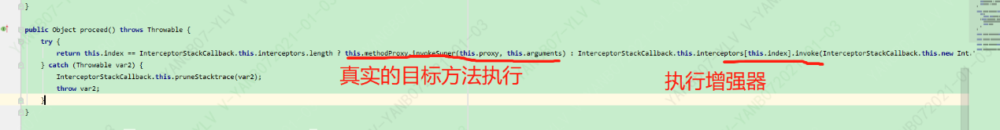 }
public Object proceed() throws Throwable {
try {
return this.index == InterceptorStackCallback.this.interceptors.length ? this.methodProxy.invokeSuper(this.proxy, this.arguments) : InterceptorStackCallback.this.interceptors[this.index].invoke(InterceptorStackCallback.this.new Int
} catch (Throwable var2) {
真实的目标方法执行
执行增强器
InterceptorStackCallback.this.pruneStacktrace(var2);
throw var2;
}
}